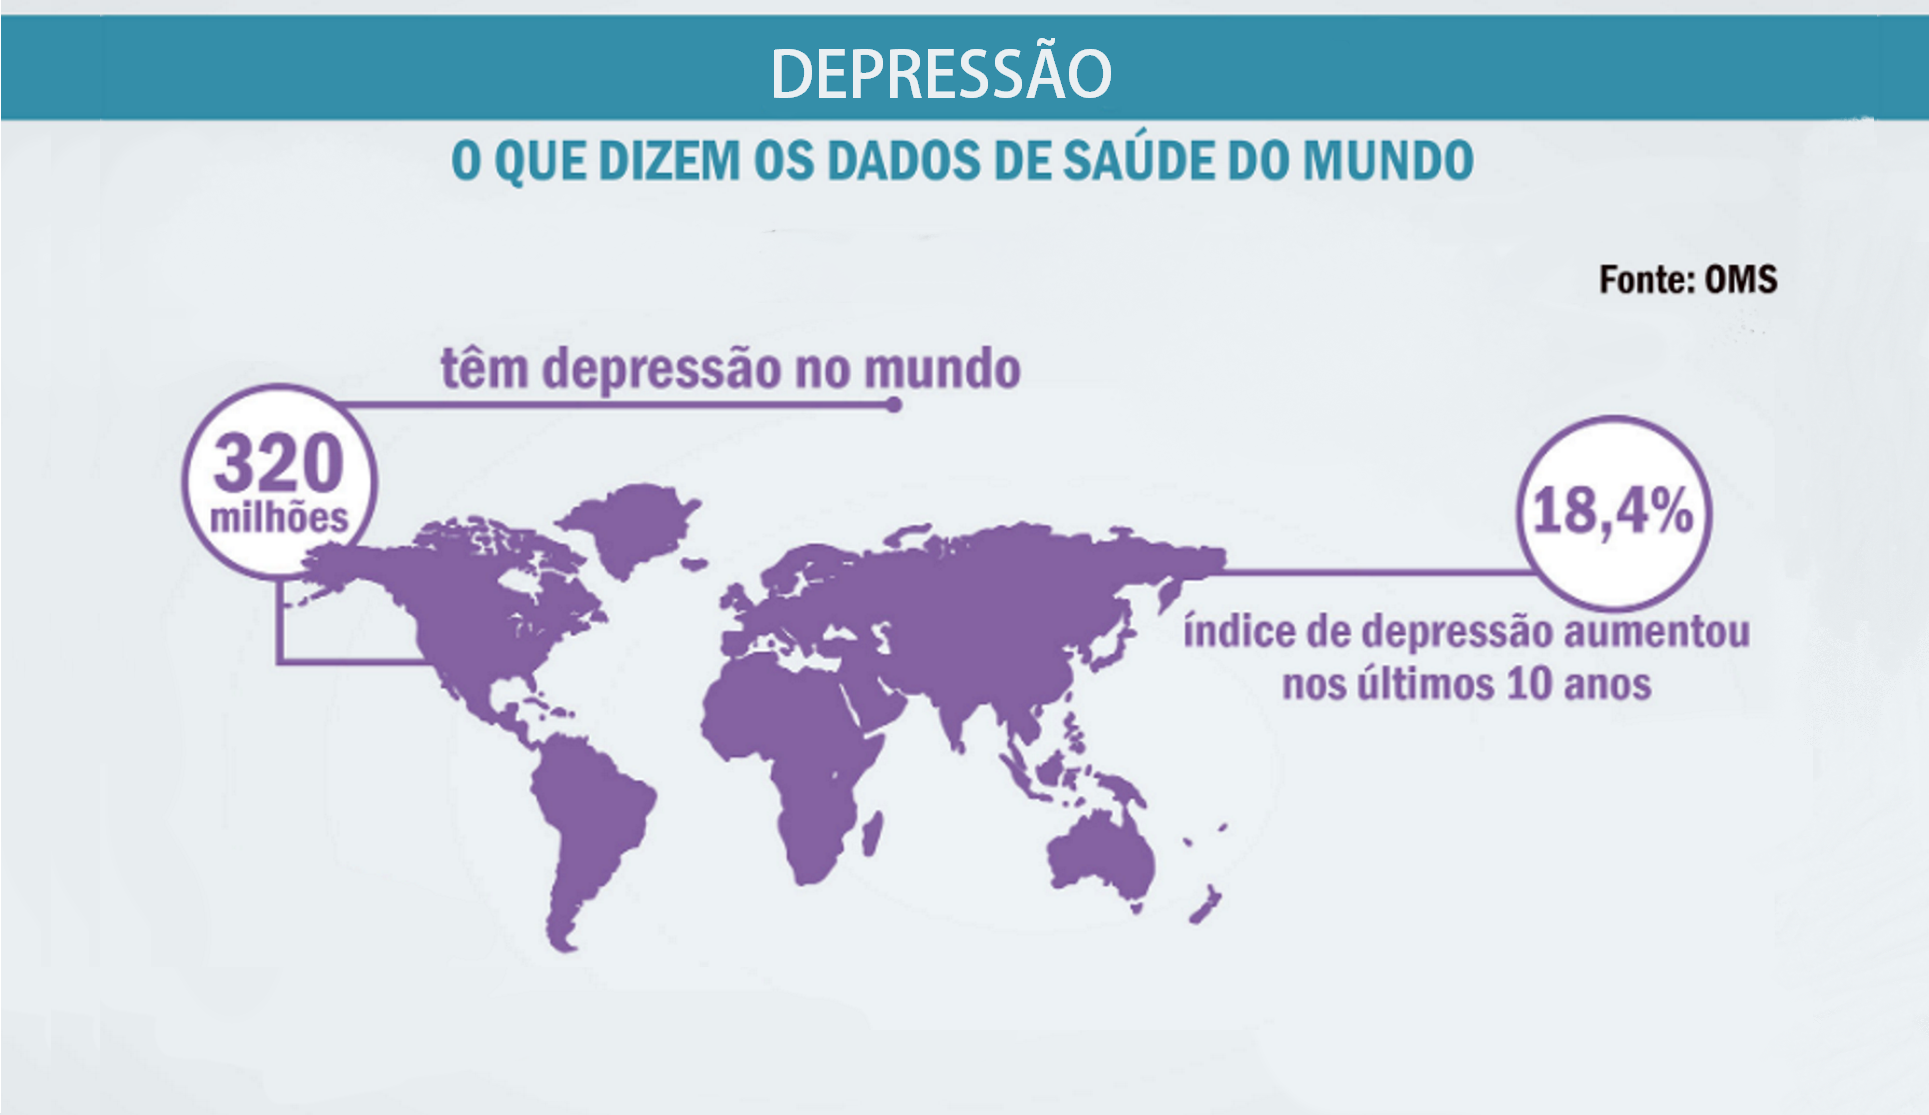 DEPRESSÃO
O QUE DIZEM OS DADOS DE SAÚDE DO MUNDO
Fonte: OMS
têm depressão no mundo
320
milhões
18,4%
índice de depressão aumentou
nos últimos 10 anos